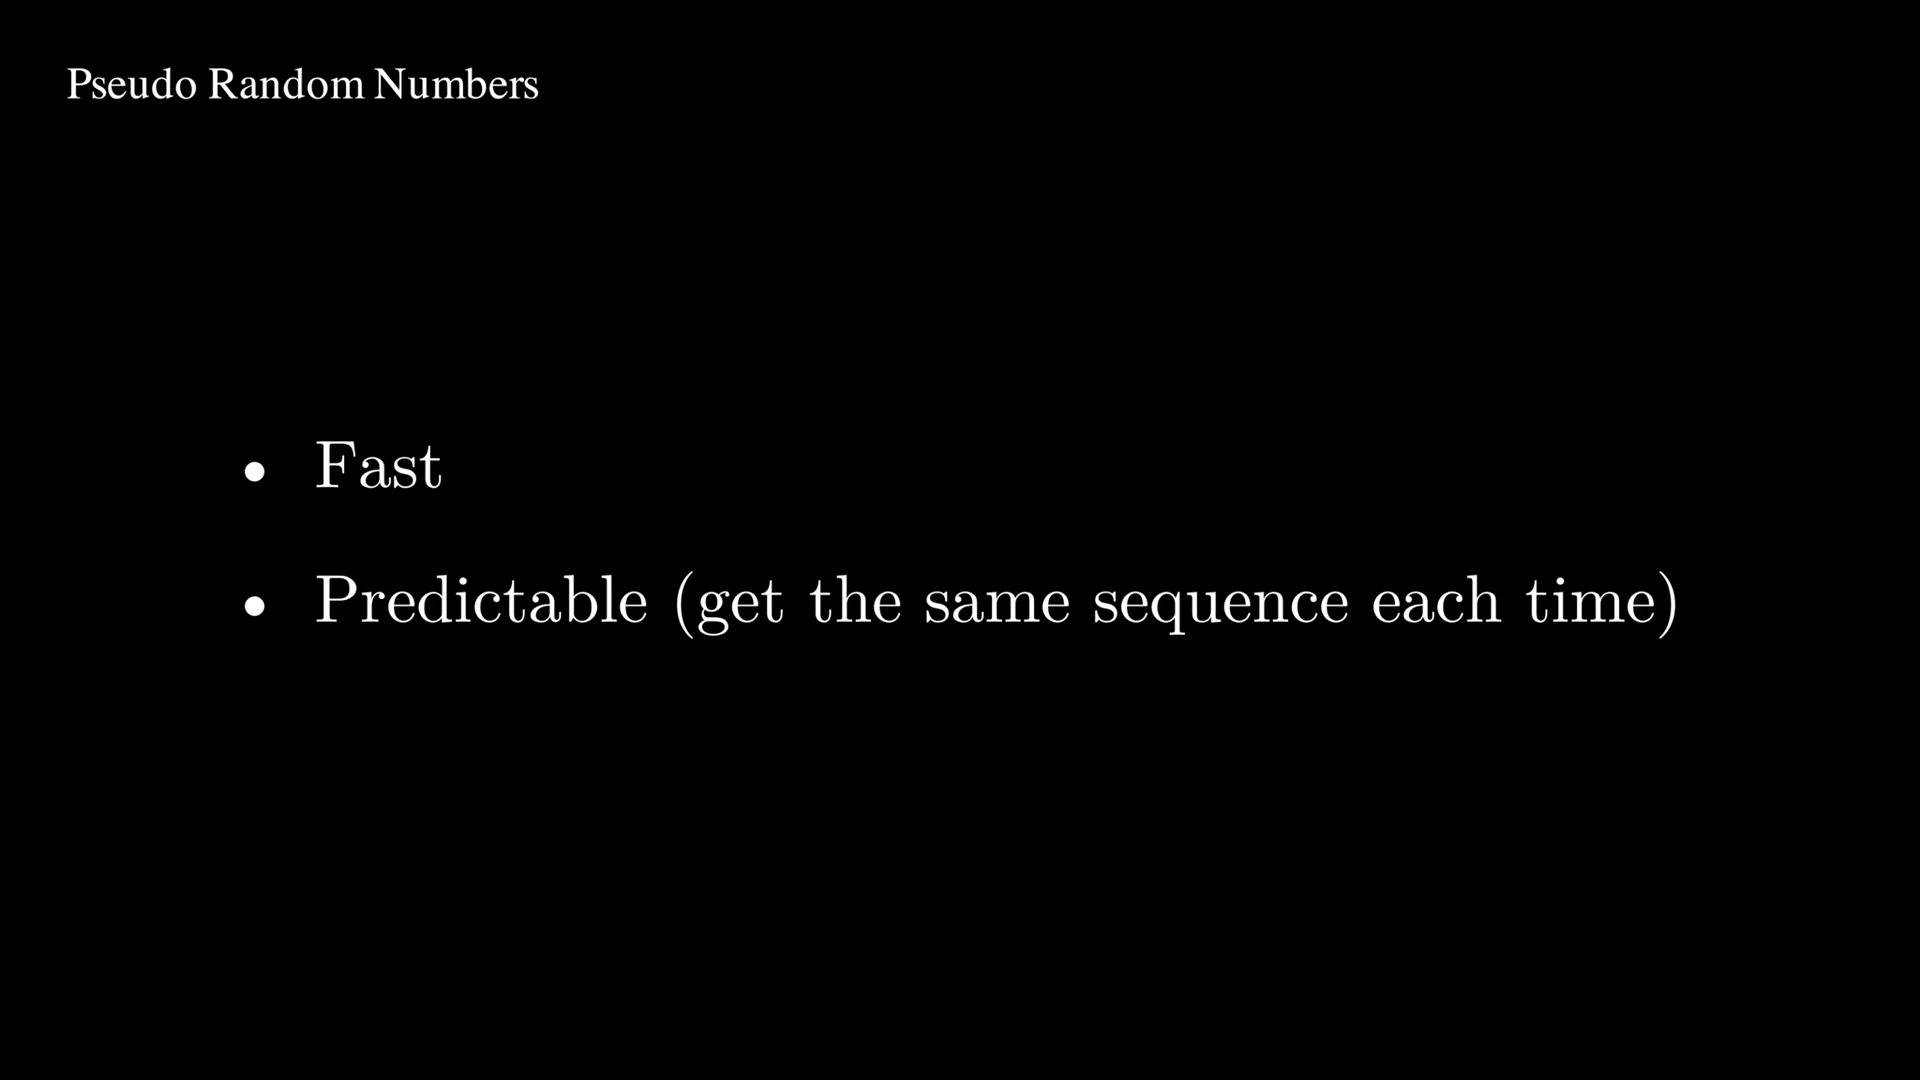 Pseudo Random Numbers
• Fast
• Predictable (get the same sequence each time)